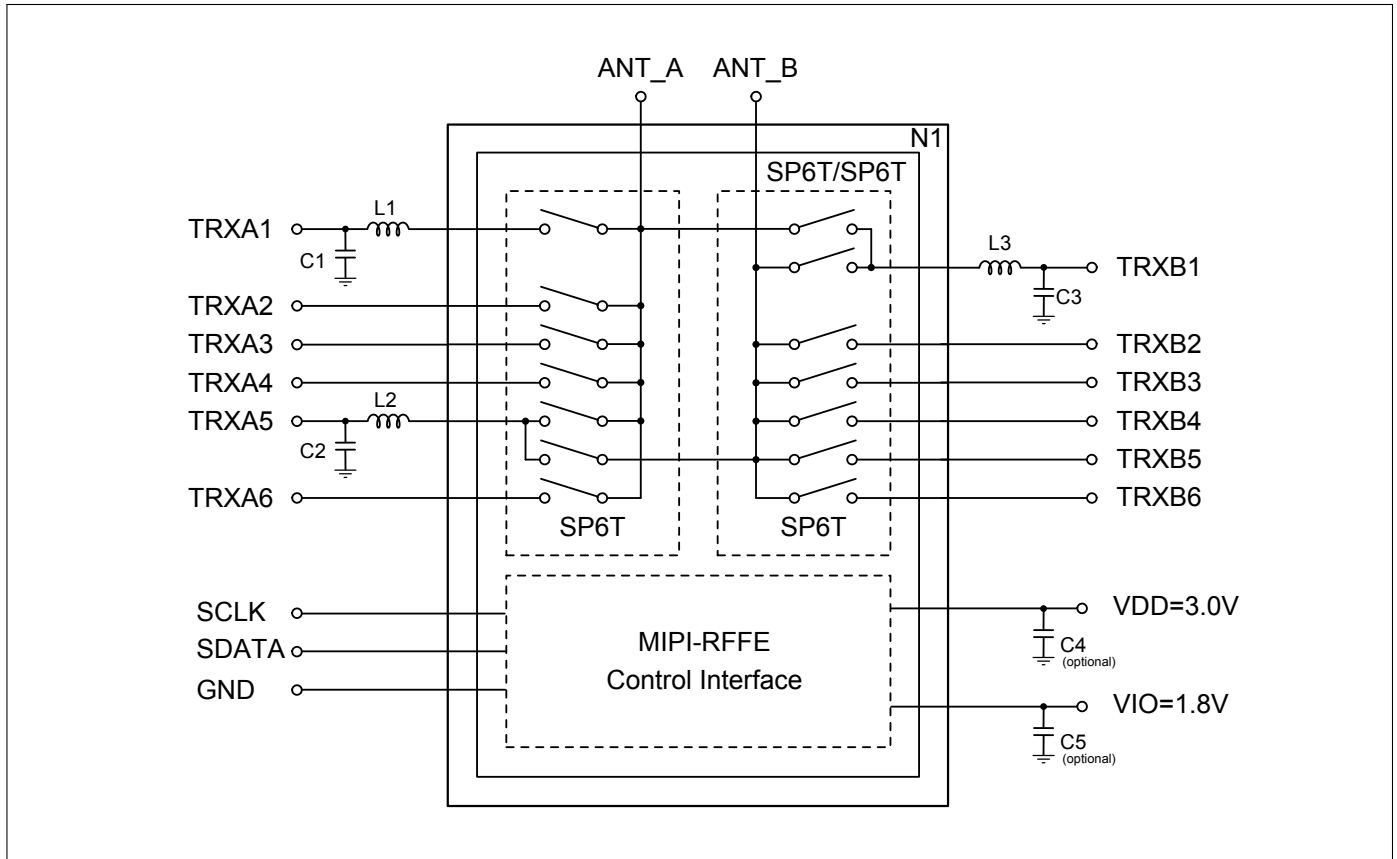 ANT_A
ANT_B
N1
SP6T/SP6T
TRXA1
L1
C1
L3
TRXB1
C3
TRXA2
TRXA3
TRXB2
TRXA4
TRXB3
TRXA5
L2
TRXB4
C2
TRXB5
TRXA6
TRXB6
SP6T
SP6T
SCLK
SDATA
GND
MIPI-RFFE
Control Interface
VDD=3.0V
C4
(optional)
VIO=1.8V
C5
(optional)